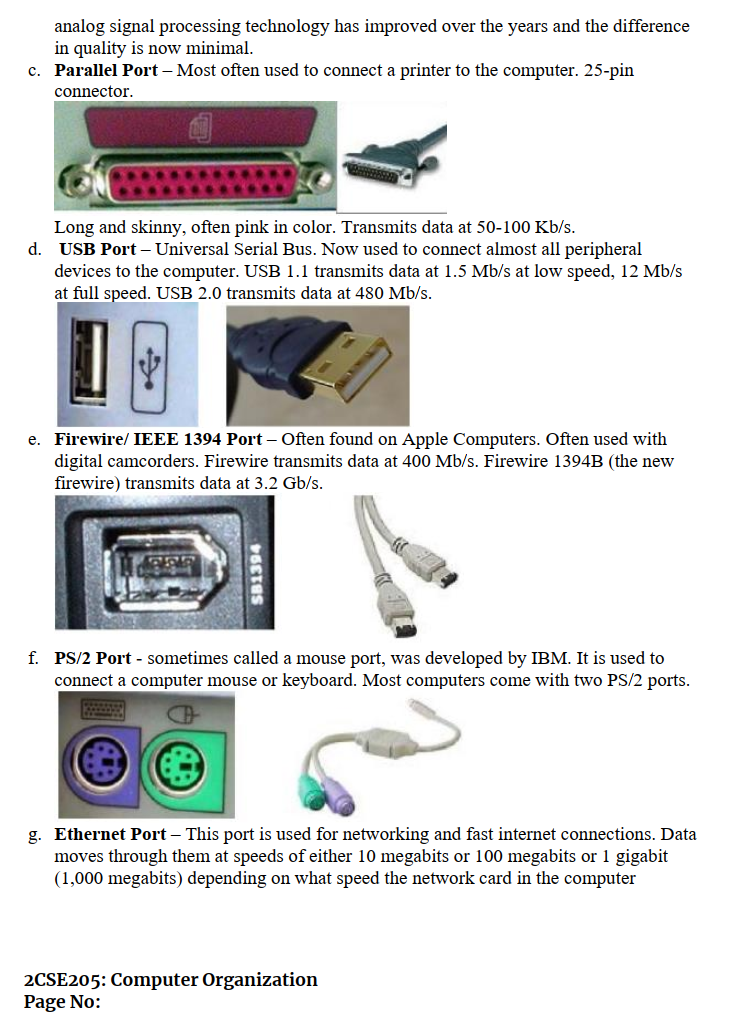 analog signal processing technology has improved over the years and the difference
in quality is now minimal.
c. Parallel Port – Most often used to connect a printer to the computer. 25-pin
connector.
Long and skinny, often pink in color. Transmits data at 50-100 Kb/s.
d. USB Port – Universal Serial Bus. Now used to connect almost all peripheral
devices to the computer. USB 1.1 transmits data at 1.5 Mb/s at low speed, 12 Mb/s
at full speed. USB 2.0 transmits data at 480 Mb/s.
e. Firewire/ IEEE 1394 Port – Often found on Apple Computers. Often used with
digital camcorders. Firewire transmits data at 400 Mb/s. Firewire 1394B (the new
firewire) transmits data at 3.2 Gb/s.
SB1394
f. PS/2 Port - sometimes called a mouse port, was developed by IBM. It is used to
connect a computer mouse or keyboard. Most computers come with two PS/2 ports.
g. Ethernet Port – This port is used for networking and fast internet connections. Data
moves through them at speeds of either 10 megabits or 100 megabits or 1 gigabit
(1,000 megabits) depending on what speed the network card in the computer
2CSE205: Computer Organization
Page No: